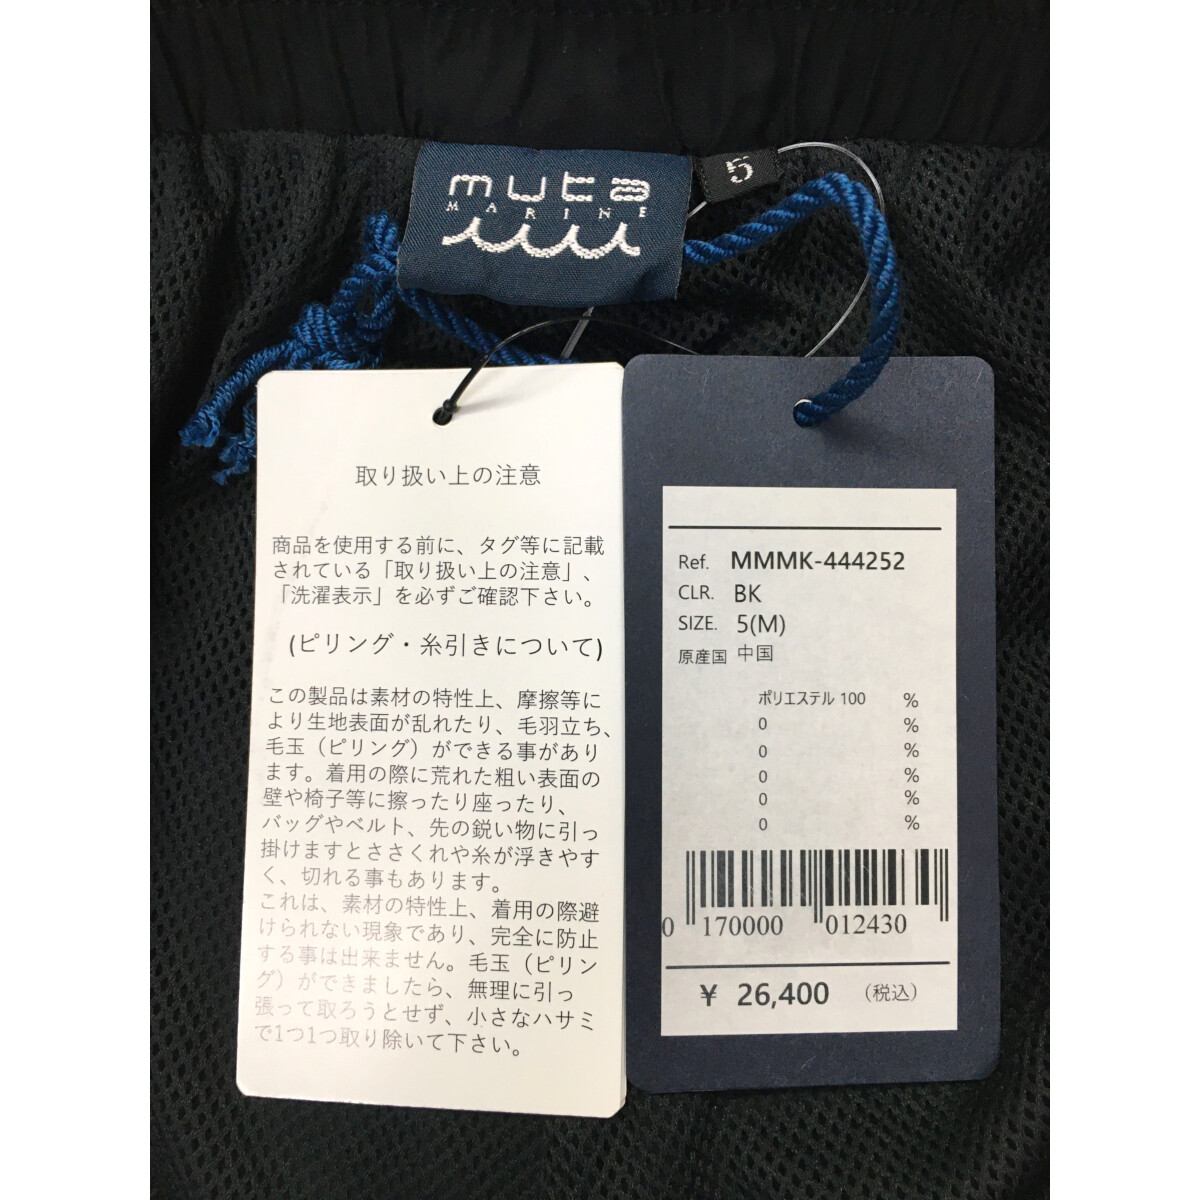 muta
MARINE
5
取り扱い上の注意
商品を使用する前に、タグ等に記載
されている「取り扱い上の注意」、
「洗濯表示」を必ずご確認下さい。
(ピリング・糸引きについて)
この製品は素材の特性上、摩擦等に
より生地表面が乱れたり、毛羽立ち、
毛玉（ピリング）ができる事があり
ます。着用の際に荒れた粗い表面の
壁や椅子等に擦ったり座ったり、
バッグやベルト、先の鋭い物に引っ
掛けますとささくれや糸が浮きやす
く、切れる事もあります。
これは、素材の特性上、着用の際避
けられない現象であり、完全に防止
する事は出来ません。毛玉（ピリン
グ）ができましたら、無理に引っ
張って取ろうとせず、小さなハサミ
で1つ1つ取り除いて下さい。
Ref. MMMK-444252
CLR. BK
SIZE. 5(M)
原産国 中国
ポリエステル 100 %
0 %
0 %
0 %
0 %
0 %
0 170000 012430
¥ 26,400 （税込）